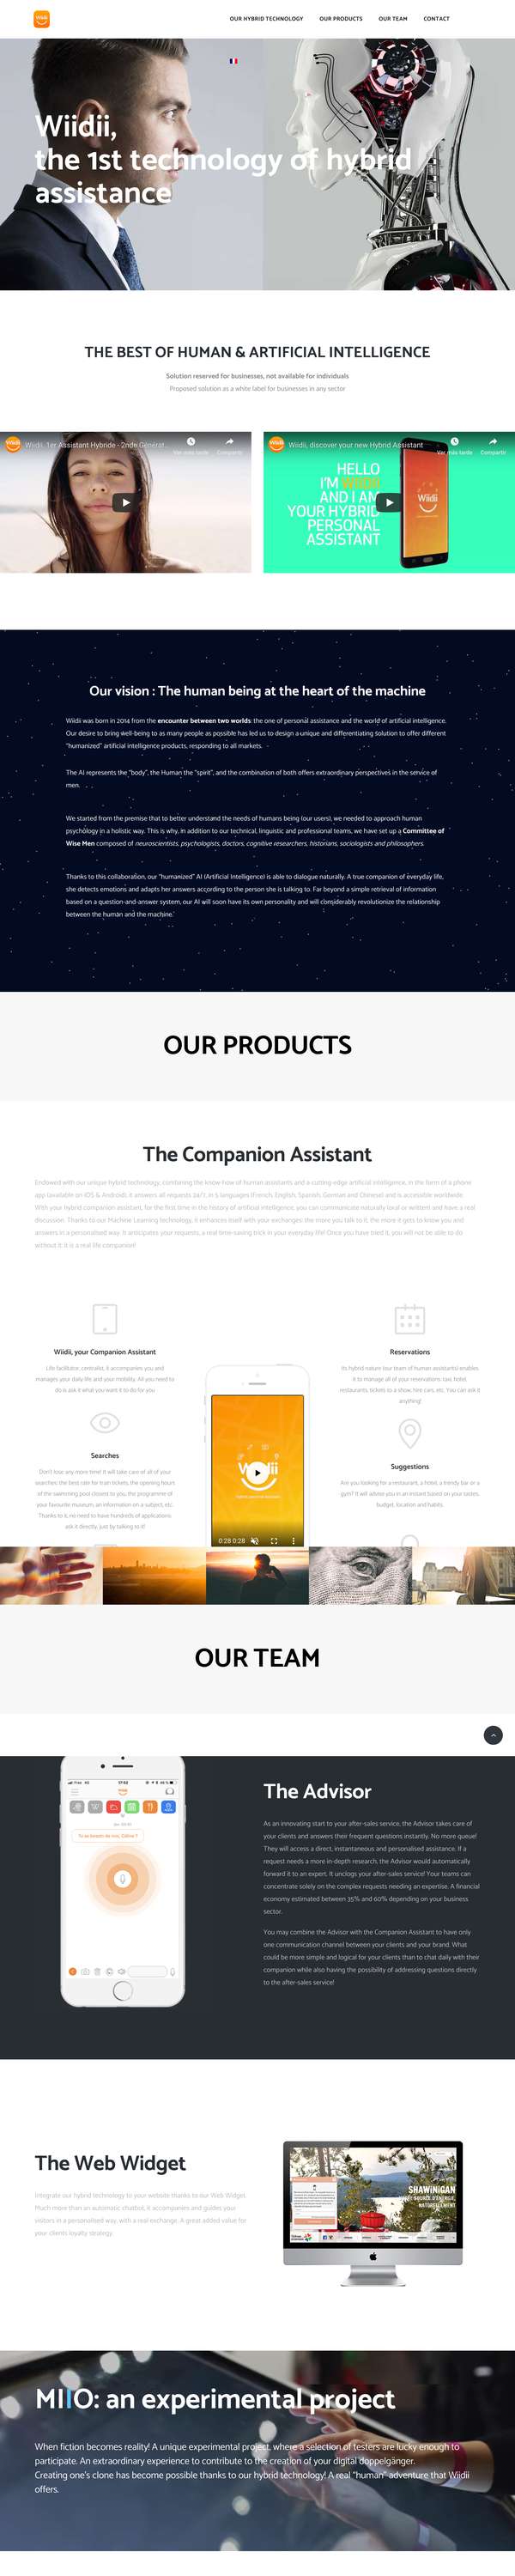 Wiidii
OUR HYBRID TECHNOLOGY OUR PRODUCTS OUR TEAM CONTACT
Wiidii,
the 1st technology of hybrid
assistance
THE BEST OF HUMAN & ARTIFICIAL INTELLIGENCE
Solution reserved for businesses, not available for individuals
Proposed solution as a white label for businesses in any sector
Wiidii, 1er Assistant Hybride - 2nde Générat...
Ver más tarde Compartir
Wiidii, discover your new Hybrid Assistant
Ver más tarde Compartir
HELLO
I'M WIIDII
AND I AM
YOUR HYBRID
PERSONAL
ASSISTANT
Wiidii
Our vision : The human being at the heart of the machine
Wiidii was born in 2014 from the encounter between two worlds: the one of personal assistance and the world of artificial intelligence.
Our desire to bring well-being to as many people as possible has led us to design a unique and differentiating solution to offer different
"humanized" artificial intelligence products, responding to all markets.
The AI represents the "body", the Human the "spirit", and the combination of both offers extraordinary perspectives in the service of
men.
We started from the premise that to better understand the needs of humans being (our users), we needed to approach human
psychology in a holistic way. This is why, in addition to our technical, linguistic and professional teams, we have set up a Committee of
Wise Men composed of neuroscientists, psychologists, doctors, cognitive researchers, historians, sociologists and philosophers.
Thanks to this collaboration, our "humanized" AI (Artificial Intelligence) is able to dialogue naturally. A true companion of everyday life,
she detects emotions and adapts her answers according to the person she is talking to. Far beyond a simple retrieval of information
based on a question-and-answer system, our AI will soon have its own personality and will considerably revolutionize the relationship
between the human and the machine.
OUR PRODUCTS
The Companion Assistant
Endowed with our unique hybrid technology, combining the know-how of human assistants and a cutting-edge artificial intelligence, in the form of a phone
app (available on IOS & Android), it answers all requests 24/7, in 5 languages (French, English, Spanish, German and Chinese) and is accessible worldwide.
With your hybrid companion assistant, for the first time in the history of artificial intelligence, you can communicate naturally (oral or written) and have a real
discussion. Thanks to our Machine Learning technology, it enhances itself with your exchanges: the more you talk to it, the more it gets to know you and
answers in a personalised way. It anticipates your requests, a real time-saving trick in your everyday life! Once you have tried it, you will not be able to do
without it: it is a real life companion!
Wiidii, your Companion Assistant
Life facilitator, centralist, it accompanies you and
manages your daily life and your mobility. All you need to
do is ask it what you want it to do for you
Searches
Don't lose any more time! It will take care of all of your
searches: the best rate for train tickets, the opening hours
of the swimming pool closest to you, the programme of
your favourite museum, an information on a subject, etc.
Thanks to it, no need to have hundreds of applications:
ask it directly, just by talking to it!
0:28 0:28
Reservations
Its hybrid nature (our team of human assistants) enables
it to manage all of your reservations: taxi, hotel,
restaurants, tickets to a show, hire cars, etc. You can ask it
anything!
Suggestions
Are you looking for a restaurant, a hotel, a trendy bar or a
gym? It will advise you in an instant based on your tastes,
budget, location and habits
OUR TEAM
17:52
Tu as besoin de moi, Céline ?
The Advisor
As an innovating start to your after-sales service, the Advisor takes care of
your clients and answers their frequent questions instantly. No more queue!
They will access a direct, instantaneous and personalised assistance. If a
request needs a more in-depth research, the Advisor would automatically
forward it to an expert. It unclogs your after-sales service! Your teams can
concentrate solely on the complex requests needing an expertise. A financial
economy estimated between 35% and 60% depending on your business
sector.
You may combine the Advisor with the Companion Assistant to have only
one communication channel between your clients and your brand. What
could be more simple and logical for your clients than to chat daily with their
companion while also having the possibility of addressing questions directly
to the after-sales service!
The Web Widget
Integrate our hybrid technology to your website thanks to our Web Widget.
Much more than an automatic chatbot, it accompanies and guides your
visitors in a personalised way, with a real exchange. A great added value for
your clients loyalty strategy.
SHAWINIGAN
SOURCE D'ÉNERGIE,
NATURELLEMENT
MIIO: an experimental project
When fiction becomes reality! A unique experimental project, where a selection of testers are lucky enough to
participate. An extraordinary experience to contribute to the creation of your digital doppelgänger.
Creating one's clone has become possible thanks to our hybrid technology! A real "human" adventure that Wiidii
offers.